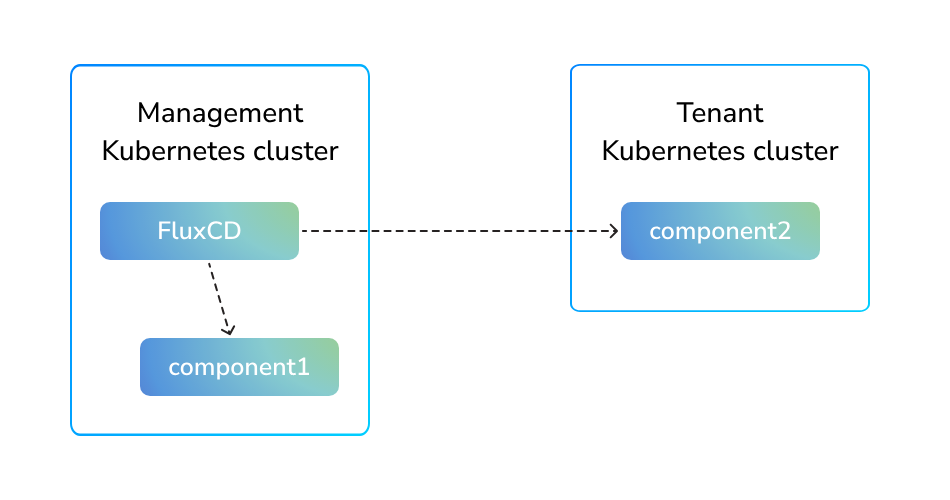 Management
Kubernetes cluster
FluxCD
component1
Tenant
Kubernetes cluster
component2